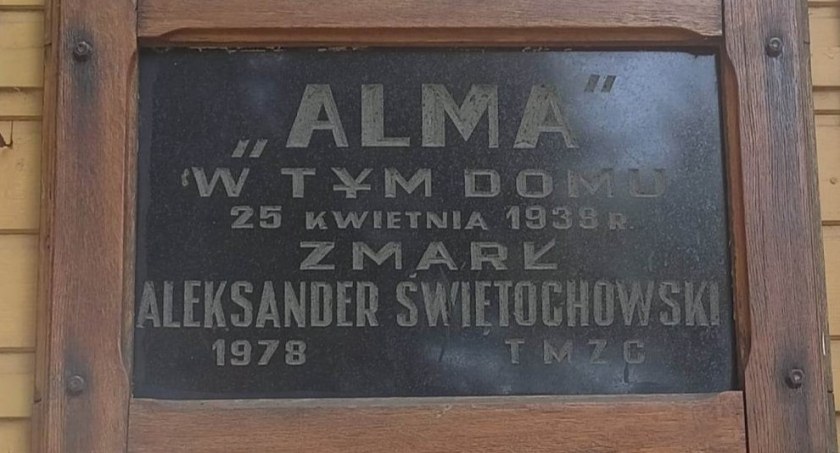 „ALMA”
W TYM DOMU
25 KWIETNIA 1938 R.
ZMARŁ
ALEKSANDER ŚWIĘTOCHOWSKI
1978 TMZC